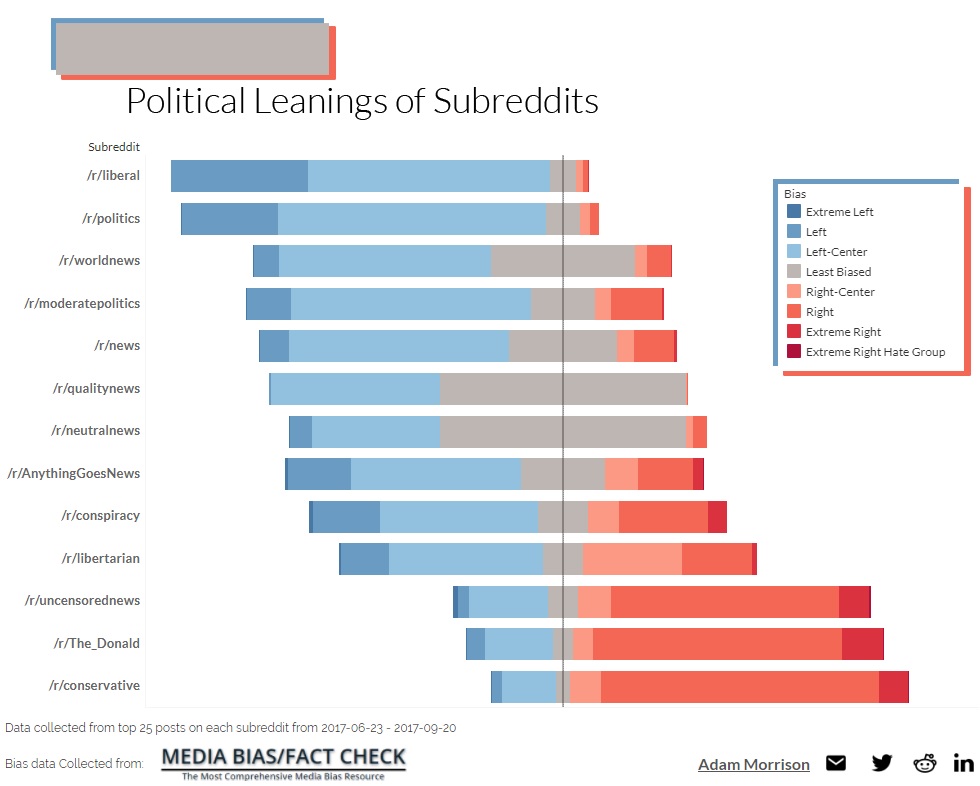 Political Leanings of Subreddits
Subreddit
/r/liberal
/r/politics
/r/worldnews
/r/moderatepolitics
/r/news
/r/qualitynews
/r/neutralnews
/r/AnythingGoesNews
/r/conspiracy
/r/libertarian
/r/uncensorednews
/r/The_Donald
/r/conservative
Bias
Extreme Left
Left
Left-Center
Least Biased
Right-Center
Right
Extreme Right
Extreme Right Hate Group
Data collected from top 25 posts on each subreddit from 2017-06-23 - 2017-09-20
Bias data Collected from:
MEDIA BIAS/FACT CHECK
The Most Comprehensive Media Bias Resource
Adam Morrison
in